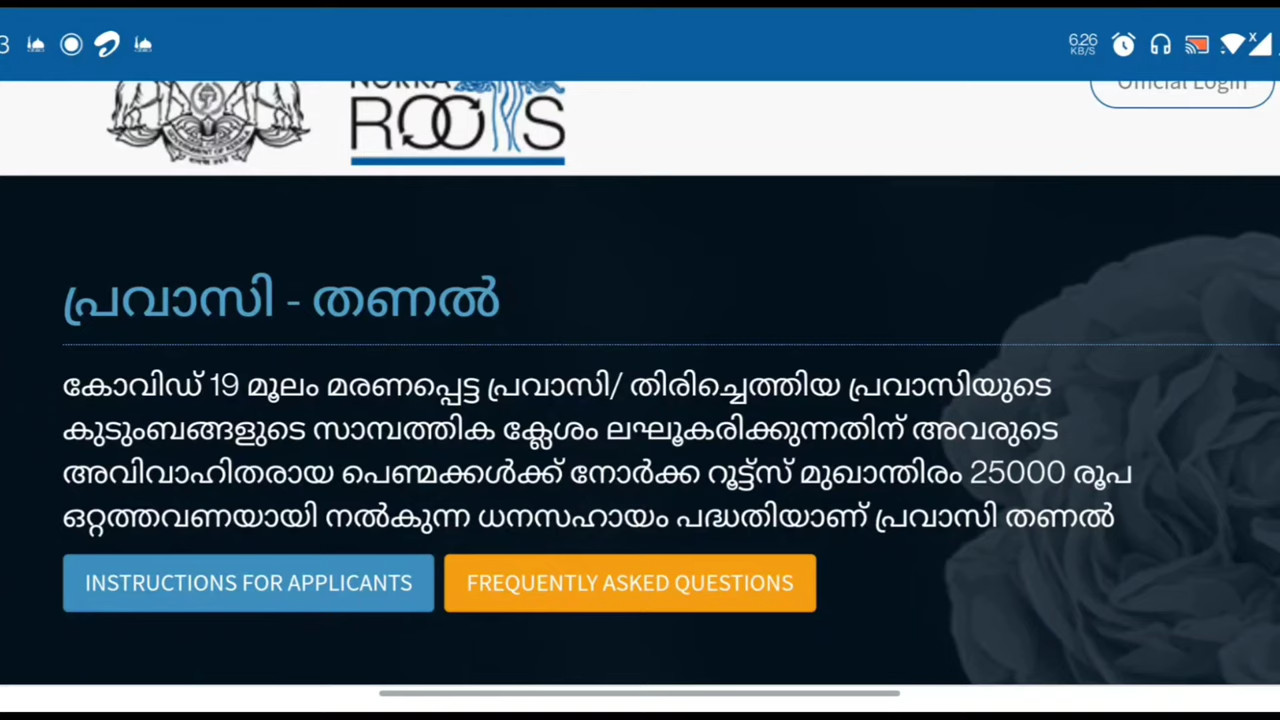 3
6.26
KB/S
x
NORKA
ROOTS
Official Login
പ്രവാസി - തണൽ
കോവിഡ് 19 മൂലം മരണപ്പെട്ട പ്രവാസി/ തിരിച്ചെത്തിയ പ്രവാസിയുടെ
കുടുംബങ്ങളുടെ സാമ്പത്തിക ക്ലേശം ലഘൂകരിക്കുന്നതിന് അവരുടെ
അവിവാഹിതരായ പെണ്മക്കൾക്ക് നോർക്ക റൂട്ട്സ് മുഖാന്തിരം 25000 രൂപ
ഒറ്റത്തവണയായി നൽകുന്ന ധനസഹായം പദ്ധതിയാണ് പ്രവാസി തണൽ
INSTRUCTIONS FOR APPLICANTS
FREQUENTLY ASKED QUESTIONS